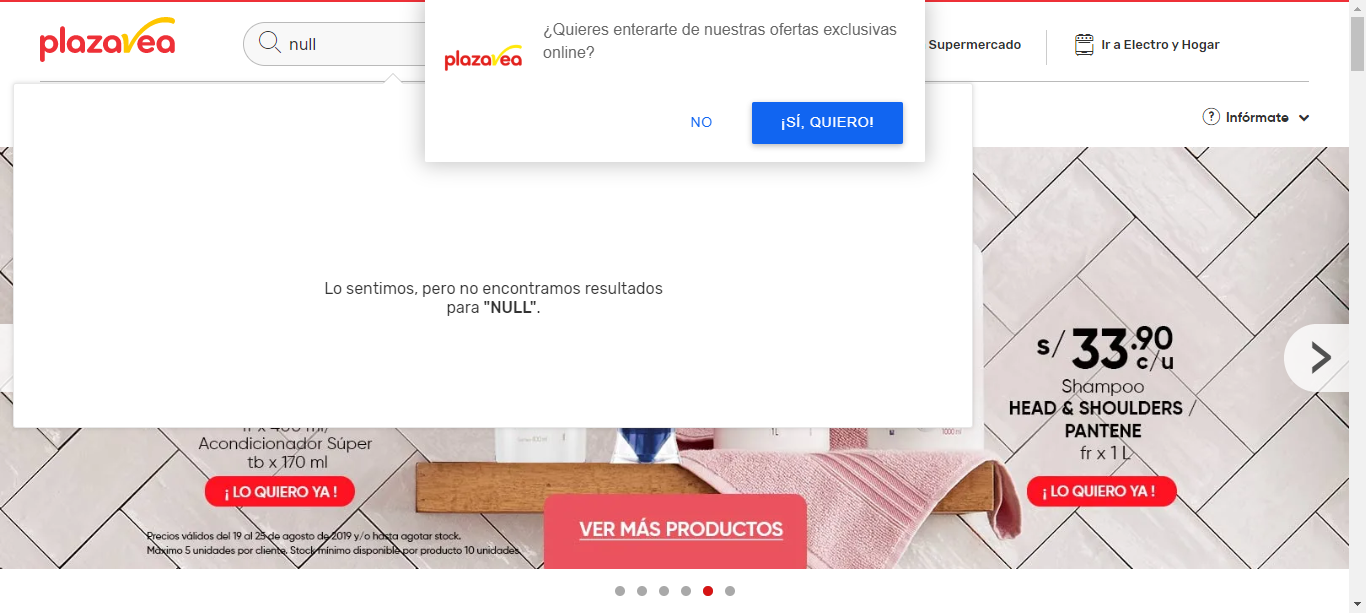 plazavea
null
plazavea
¿Quieres enterarte de nuestras ofertas exclusivas
online?
NO
¡SÍ, QUIERO!
Supermercado
Ir a Electro y Hogar
? Infórmate
Lo sentimos, pero no encontramos resultados
para "NULL".
S/ 33.90
c/u
Shampoo
HEAD & SHOULDERS /
PANTENE
fr x 1 L
¡ LO QUIERO YA !
Acondicionador Súper
tb x 170 ml
¡ LO QUIERO YA !
1L
1000 ml
VER MÁS PRODUCTOS
Precios válidos del 19 al 25 de agosto de 2019 y/o hasta agotar stock.
Máximo 5 unidades por cliente. Stock mínimo disponible por producto 10 unidades.